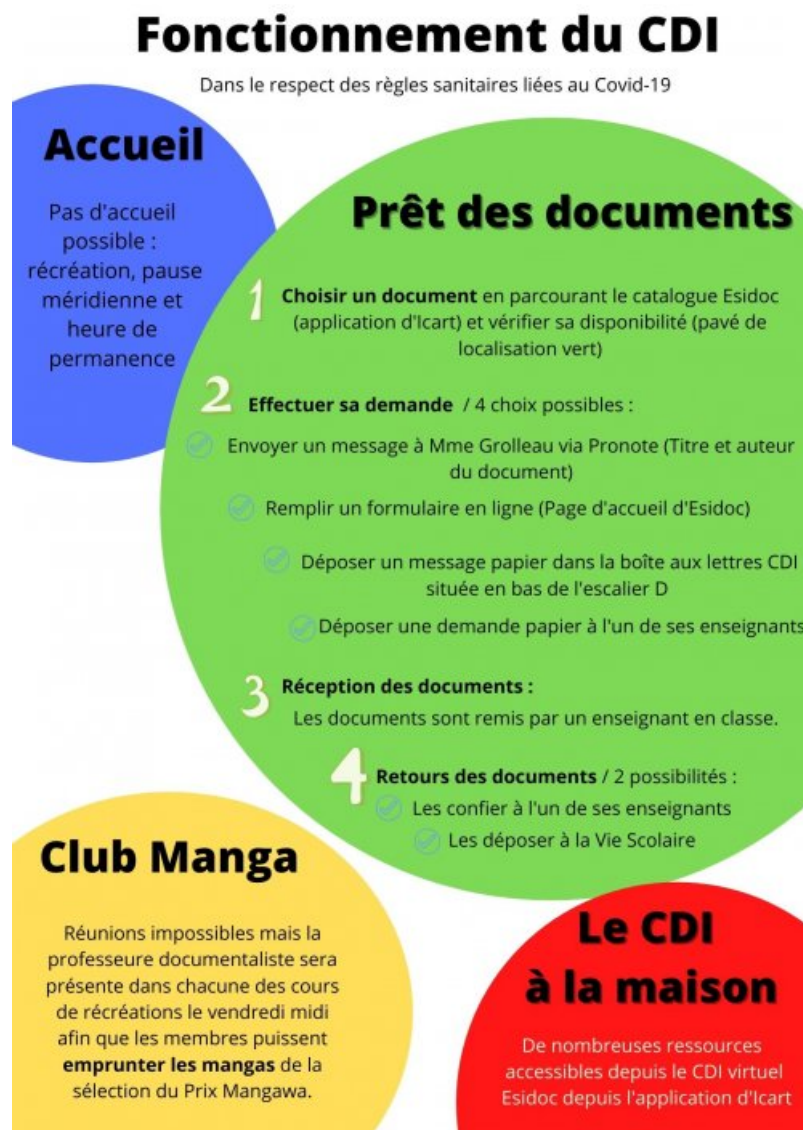 Fonctionnement du CDI
Dans le respect des règles sanitaires liées au Covid-19
Accueil
Pas d'accueil
possible :
récréation, pause
méridienne et
heure de
permanence
Prêt des documents
1 Choisir un document en parcourant le catalogue Esidoc
(application d'Icart) et vérifier sa disponibilité (pavé de
localisation vert)
2 Effectuer sa demande / 4 choix possibles :
Envoyer un message à Mme Grolleau via Pronote (Titre et auteur
du document)
Remplir un formulaire en ligne (Page d'accueil d'Esidoc)
Déposer un message papier dans la boîte aux lettres CDI
située en bas de l'escalier D
Déposer une demande papier à l'un de ses enseignants
3 Réception des documents :
Les documents sont remis par un enseignant en classe.
4 Retours des documents / 2 possibilités :
Les confier à l'un de ses enseignants
Les déposer à la Vie Scolaire
Club Manga
Réunions impossibles mais la
professeure documentaliste sera
présente dans chacune des cours
de récréations le vendredi midi
afin que les membres puissent
emprunter les mangas de la
sélection du Prix Mangawa.
Le CDI
à la maison
De nombreuses ressources
accessibles depuis le CDI virtuel
Esidoc depuis l'application d'Icart